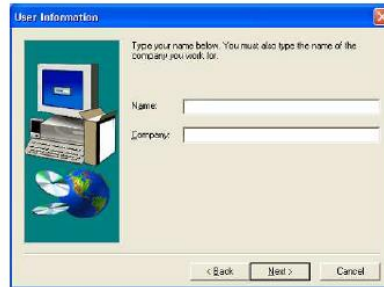 User Information
Type your name below. You must also type the name of the
company you work for.
Name:
Company:
< Back
Next >
Cancel